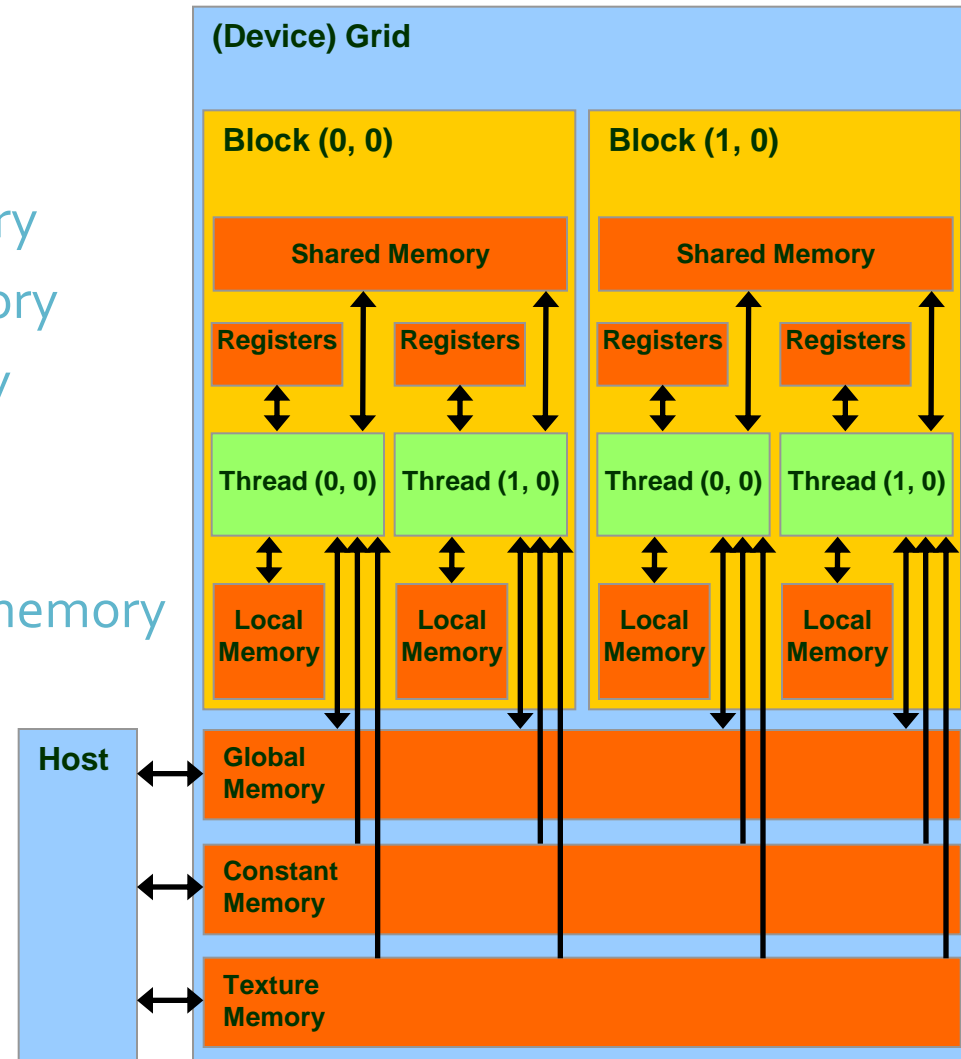 (Device) Grid
Block (0, 0)
Block (1, 0)
Shared Memory
Shared Memory
Registers
Registers
Registers
Registers
Thread (0, 0)
Thread (1, 0)
Thread (0, 0)
Thread (1, 0)
Local
Memory
Local
Memory
Local
Memory
Local
Memory
memory
Host
Global
Memory
Constant
Memory
Texture
Memory